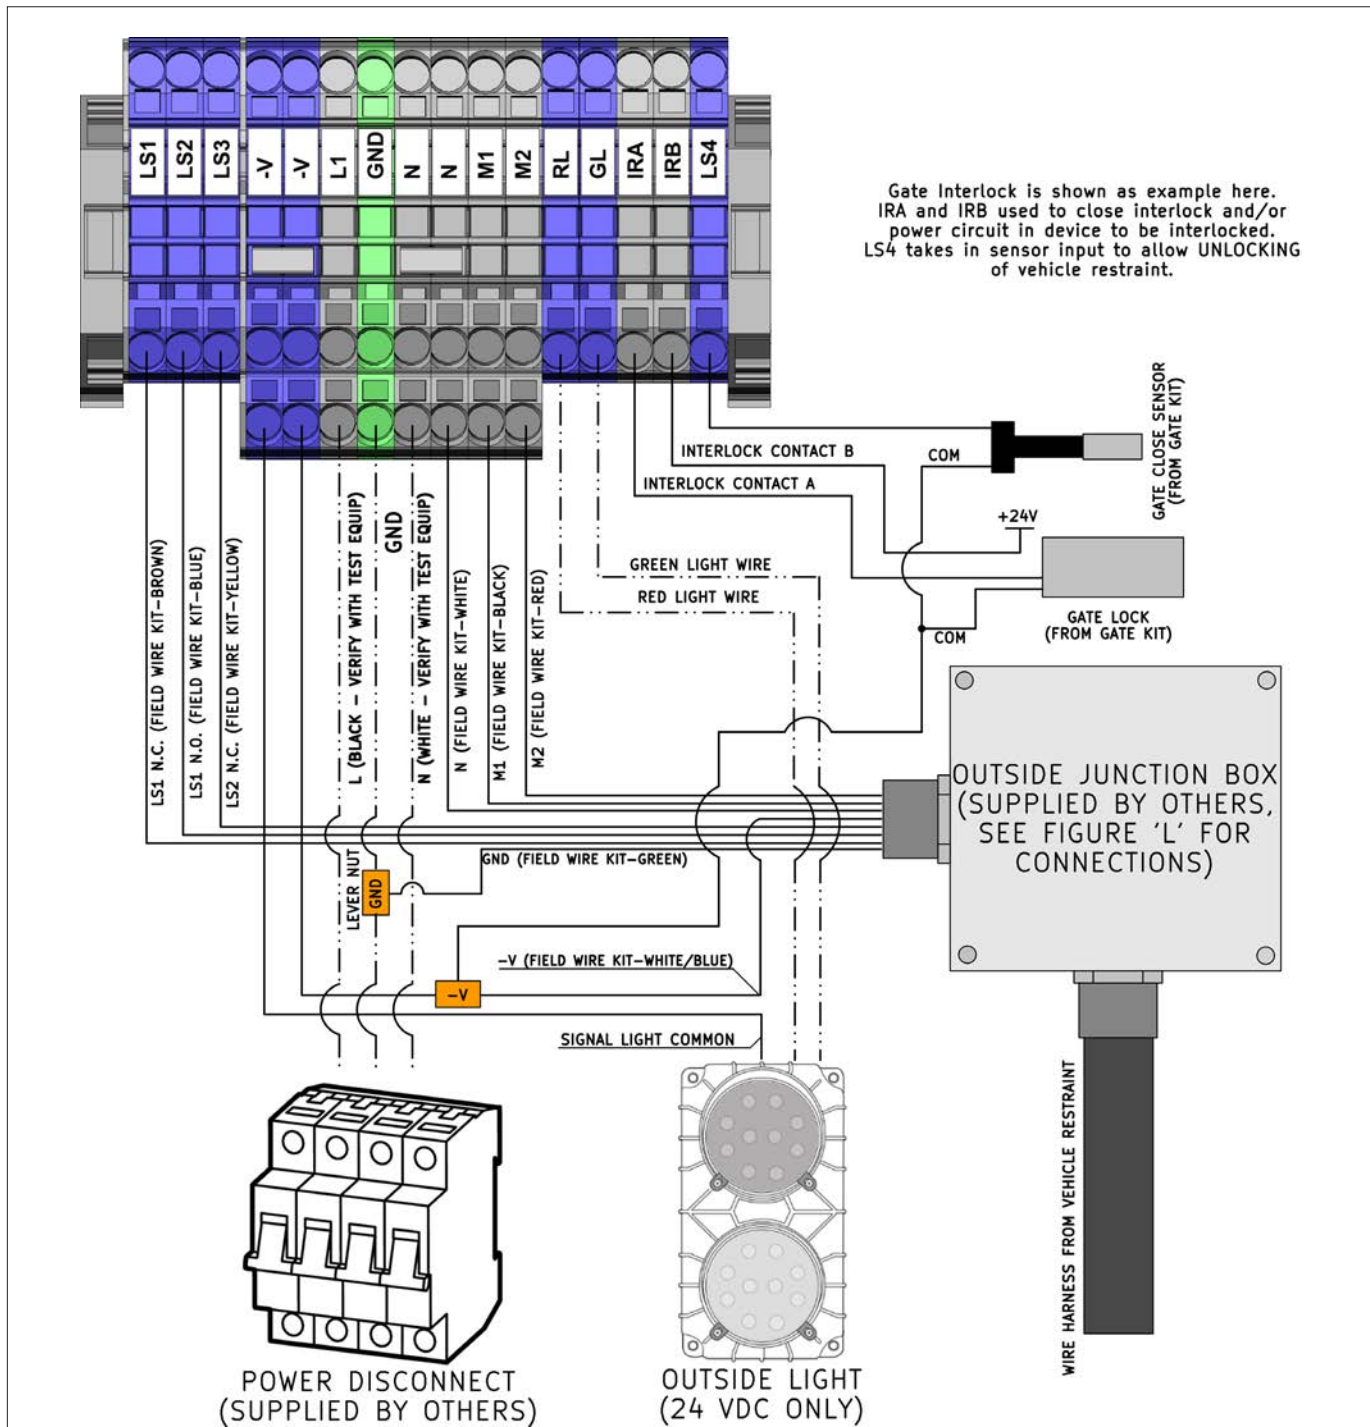 LS1
LS2
LS3
-V
-V
L1
GND
N
N
M1
M2
RL
GL
IRA
IRB
LS4
Gate Interlock is shown as example here.
IRA and IRB used to close interlock and/or
power circuit in device to be interlocked.
LS4 takes in sensor input to allow UNLOCKING
of vehicle restraint.
GATE CLOSE SENSOR
(FROM GATE KIT)
INTERLOCK CONTACT B
COM
INTERLOCK CONTACT A
+24V
GATE LOCK
(FROM GATE KIT)
COM
GREEN LIGHT WIRE
RED LIGHT WIRE
LS1 N.C. (FIELD WIRE KIT-BROWN)
LS1 N.O. (FIELD WIRE KIT-BLUE)
LS2 N.C. (FIELD WIRE KIT-YELLOW)
L (BLACK - VERIFY WITH TEST EQUIP)
GND
N (WHITE - VERIFY WITH TEST EQUIP)
N (FIELD WIRE KIT-WHITE)
M1 (FIELD WIRE KIT-BLACK)
M2 (FIELD WIRE KIT-RED)
OUTSIDE JUNCTION BOX
(SUPPLIED BY OTHERS,
SEE FIGURE 'L' FOR
CONNECTIONS)
GND (FIELD WIRE KIT-GREEN)
LEVER NUT
GND
-V (FIELD WIRE KIT-WHITE/BLUE)
-V
SIGNAL LIGHT COMMON
WIRE HARNESS FROM VEHICLE RESTRAINT
POWER DISCONNECT
(SUPPLIED BY OTHERS)
OUTSIDE LIGHT
(24 VDC ONLY)